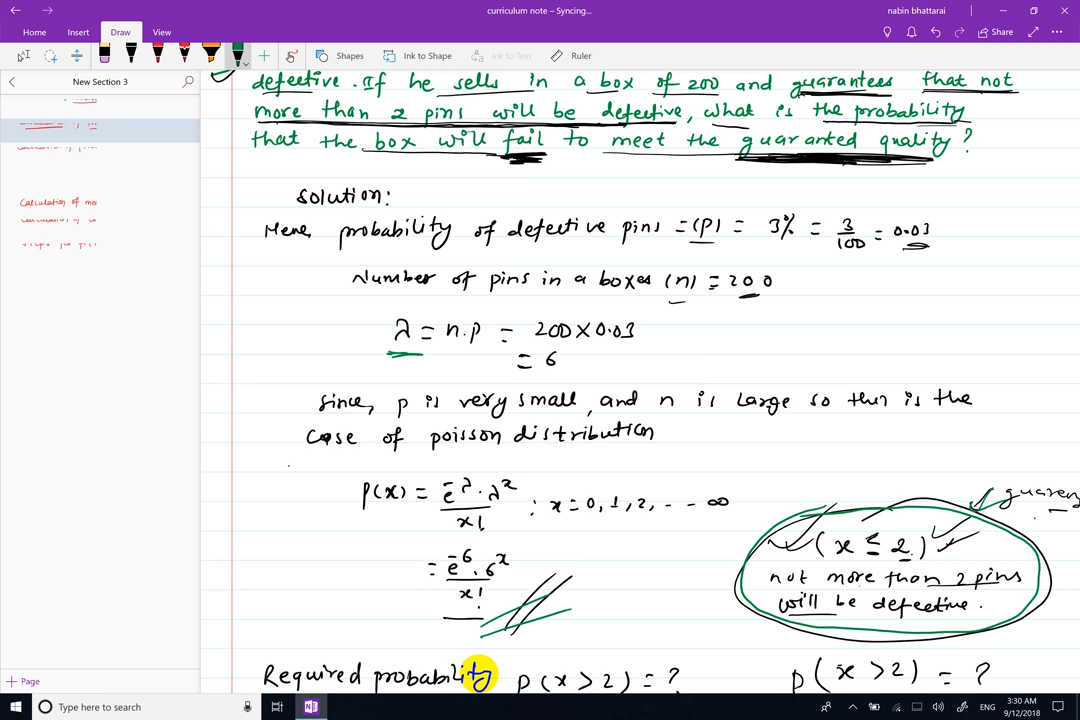 curriculum note – Syncing...
nabin bhattarai
Home Insert Draw View
Share
Shapes Ink to Shape Ink to Text Ruler
New Section 3
defective. If he sells in a box of 200 and guarantees that not
more than 2 pins will be defective, what is the probability
that the box will fail to meet the guaranted quality?
Calculation of me
Solution:
Here, probability of defective pins = (p) = 3% = 3/100 = 0.03
Number of pins in a boxes (n) = 200
λ = n.p = 200 × 0.03
= 6
Since, p is very small, and n is large so this is the
case of poisson distribution
p(x) = e^-λ . λ^x / x! ; x = 0, 1, 2, - - - ∞
= e^-6 . 6^x / x!
(x ≤ 2)
not more than 2 pins
will be defective.
Required probability p(x > 2) = ?
p(x > 2) = ?
+ Page
Type here to search
ENG
3:30 AM
9/12/2018